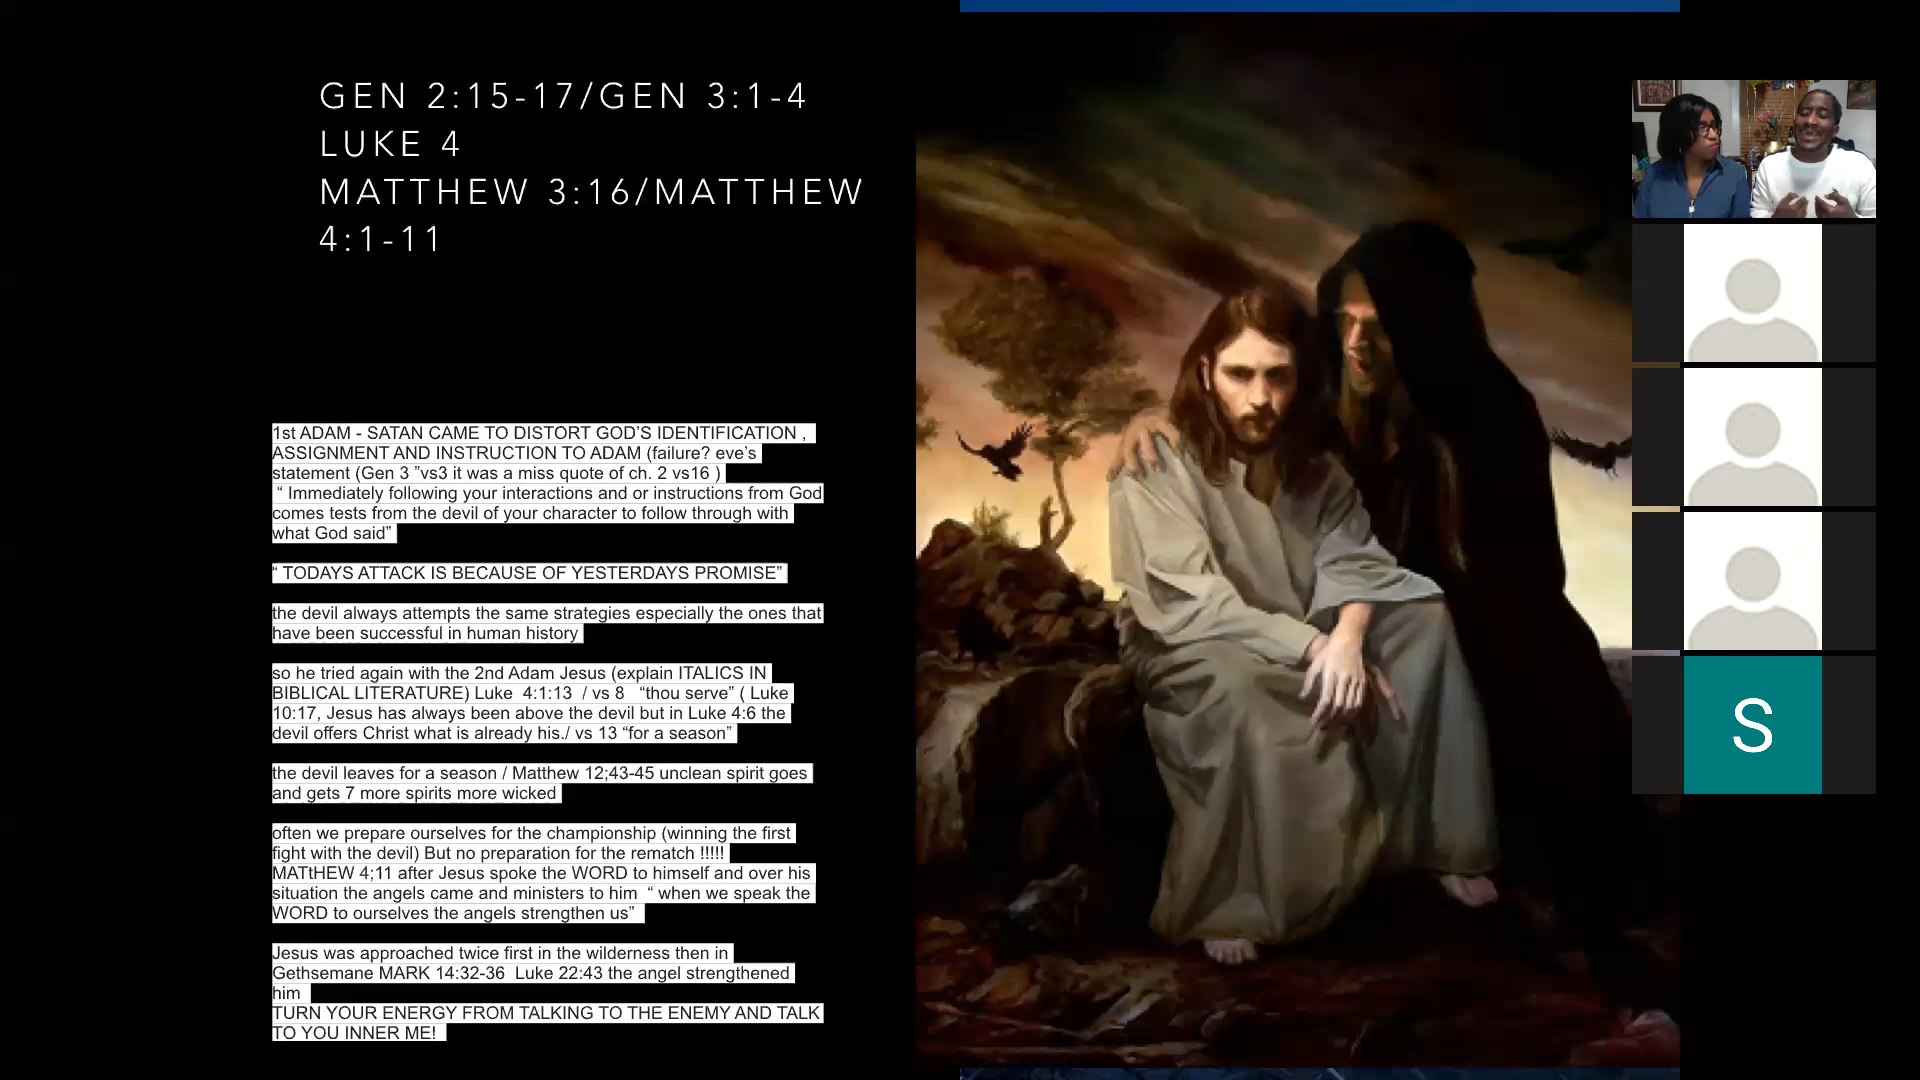 GEN 2:15-17/GEN 3:1-4
LUKE 4
MATTHEW 3:16/MATTHEW
4:1-11
1st ADAM - SATAN CAME TO DISTORT GOD’S IDENTIFICATION ,
ASSIGNMENT AND INSTRUCTION TO ADAM (failure? eve’s
statement (Gen 3 ”vs3 it was a miss quote of ch. 2 vs16 )
“ Immediately following your interactions and or instructions from God
comes tests from the devil of your character to follow through with
what God said”
“ TODAYS ATTACK IS BECAUSE OF YESTERDAYS PROMISE”
the devil always attempts the same strategies especially the ones that
have been successful in human history
so he tried again with the 2nd Adam Jesus (explain ITALICS IN
BIBLICAL LITERATURE) Luke 4:1:13 / vs 8 “thou serve” ( Luke
10:17, Jesus has always been above the devil but in Luke 4:6 the
devil offers Christ what is already his./ vs 13 “for a season”
the devil leaves for a season / Matthew 12;43-45 unclean spirit goes
and gets 7 more spirits more wicked
often we prepare ourselves for the championship (winning the first
fight with the devil) But no preparation for the rematch !!!!!
MATtHEW 4;11 after Jesus spoke the WORD to himself and over his
situation the angels came and ministers to him “ when we speak the
WORD to ourselves the angels strengthen us”
Jesus was approached twice first in the wilderness then in
Gethsemane MARK 14:32-36 Luke 22:43 the angel strengthened
him
TURN YOUR ENERGY FROM TALKING TO THE ENEMY AND TALK
TO YOU INNER ME!
S